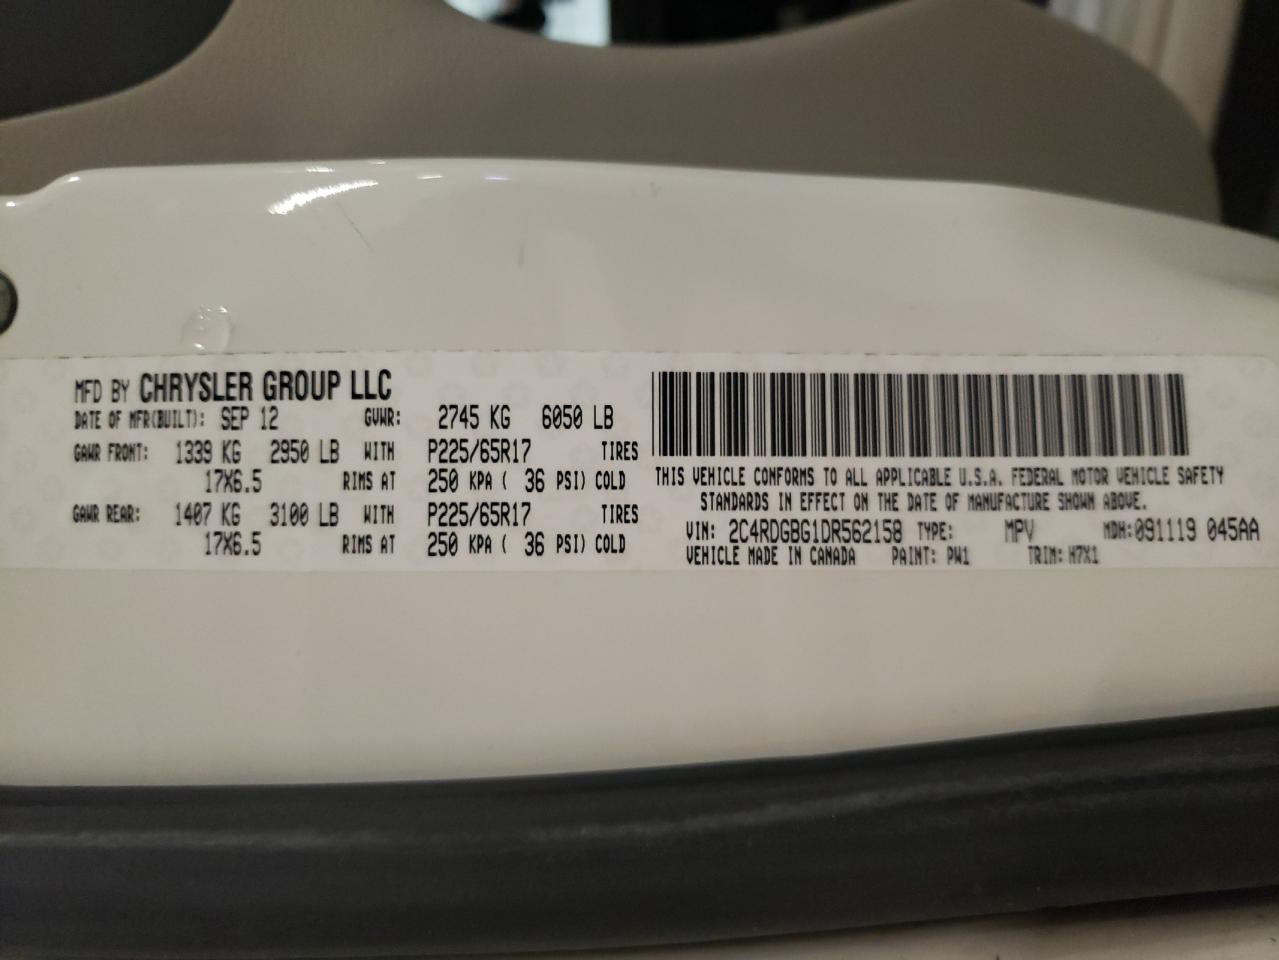 MFD BY CHRYSLER GROUP LLC
DATE OF MFR(BUILT): SEP 12 GVWR: 2745 KG 6050 LB
GAWR FRONT: 1339 KG 2950 LB WITH P225/65R17 TIRES
17X6.5 RIMS AT 250 KPA ( 36 PSI) COLD
GAWR REAR: 1407 KG 3100 LB WITH P225/65R17 TIRES
17X6.5 RIMS AT 250 KPA ( 36 PSI) COLD
THIS VEHICLE CONFORMS TO ALL APPLICABLE U.S.A. FEDERAL MOTOR VEHICLE SAFETY
STANDARDS IN EFFECT ON THE DATE OF MANUFACTURE SHOWN ABOVE.
VIN: 2C4RDGBG1DR562158 TYPE: MPV MDH:091119 045AA
VEHICLE MADE IN CANADA PAINT: PW1 TRIM: H7X1